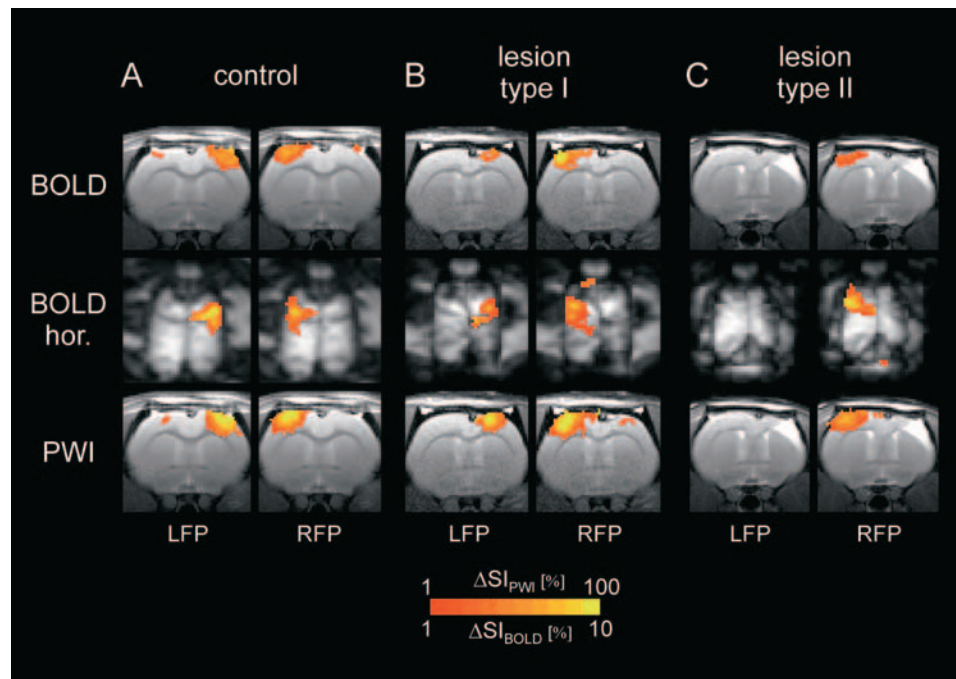 A control
B lesion type I
C lesion type II
BOLD
BOLD hor.
PWI
LFP RFP LFP RFP LFP RFP
1 ΔSI_PWI [%] 100
1 ΔSI_BOLD [%] 10